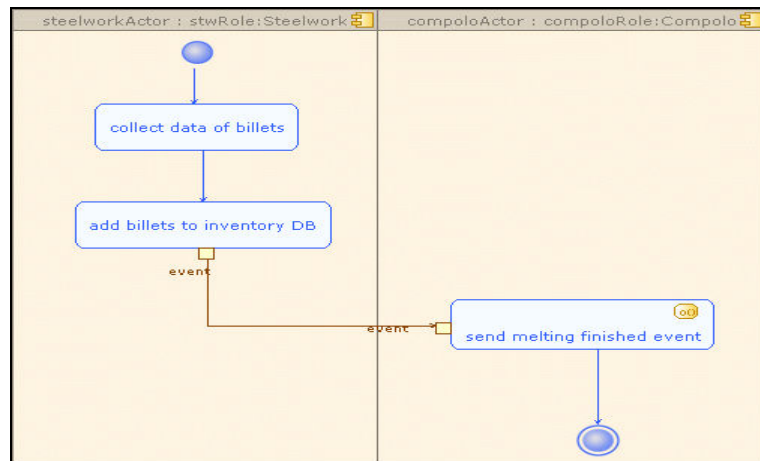 steelworkActor : stwRole:Steelwork
compoloActor : compoloRole:Compolo
collect data of billets
add billets to inventory DB
event
event
send melting finished event